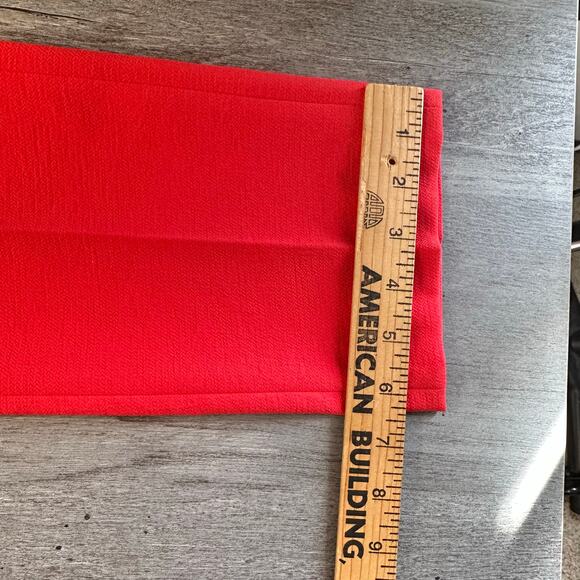 1 2 3 4 5 6 7 8 9
AMERICAN BUILDING,